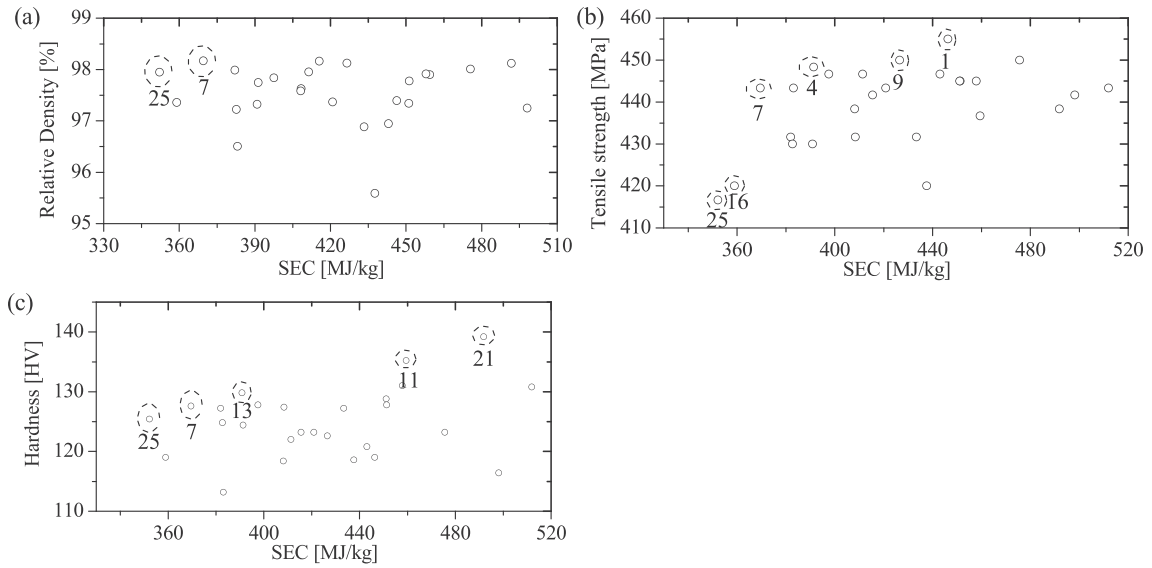 (a)
99
98
97
96
95
Relative Density [%]
25
7
330 360 390 420 450 480 510
SEC [MJ/kg]
(b)
460
450
440
430
420
410
Tensile strength [MPa]
1
9
4
7
16
25
360 400 440 480 520
SEC [MJ/kg]
(c)
140
130
120
110
Hardness [HV]
21
11
13
7
25
360 400 440 480 520
SEC [MJ/kg]